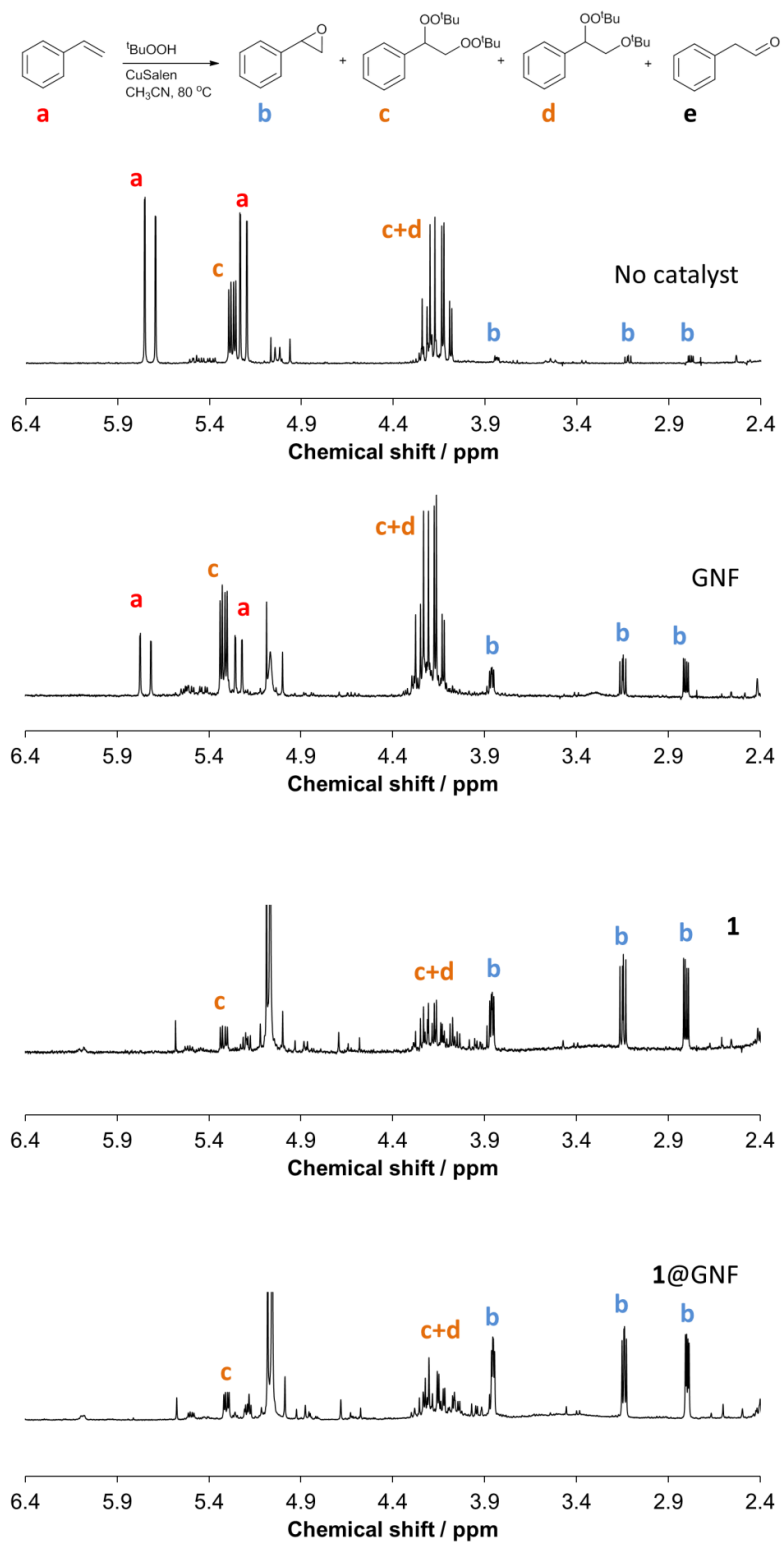 OOᵗBu
OOᵗBu
O
OOᵗBu
OᵗBu
O
ᵗBuOOH
CuSalen
CH₃CN, 80 °C
+
+
+
a
b
c
d
e
a
a
c
c+d
No catalyst
b
b
b
6.4 5.9 5.4 4.9 4.4 3.9 3.4 2.9 2.4
Chemical shift / ppm
c+d
GNF
c
a
a
b
b
b
6.4 5.9 5.4 4.9 4.4 3.9 3.4 2.9 2.4
Chemical shift / ppm
1
c
c+d
b
b
b
6.4 5.9 5.4 4.9 4.4 3.9 3.4 2.9 2.4
Chemical shift / ppm
1@GNF
c
c+d
b
b
b
6.4 5.9 5.4 4.9 4.4 3.9 3.4 2.9 2.4
Chemical shift / ppm